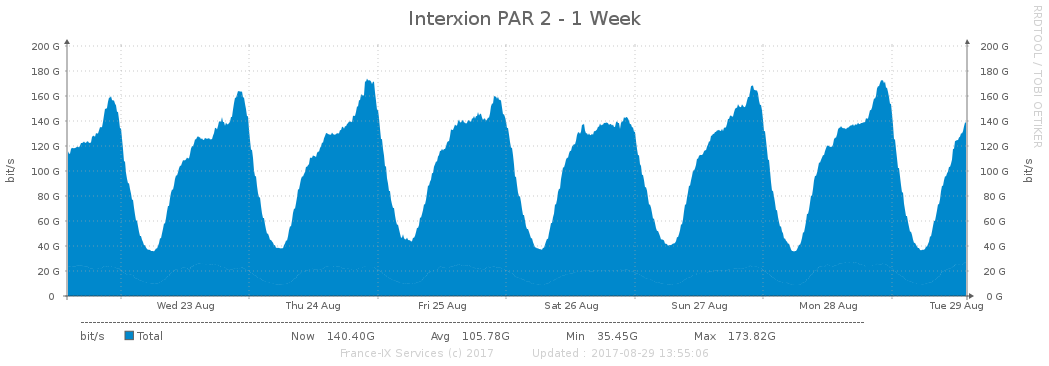 Interxion PAR 2 - 1 Week
RRDTOOL / TOBI OETIKER
bit/s
200 G
180 G
160 G
140 G
120 G
100 G
80 G
60 G
40 G
20 G
0
200 G
180 G
160 G
140 G
120 G
100 G
80 G
60 G
40 G
20 G
0 G
bit/s
Wed 23 Aug Thu 24 Aug Fri 25 Aug Sat 26 Aug Sun 27 Aug Mon 28 Aug Tue 29 Aug
bit/s Total Now 140.40G Avg 105.78G Min 35.45G Max 173.82G
France-IX Services (c) 2017 Updated : 2017-08-29 13:55:06